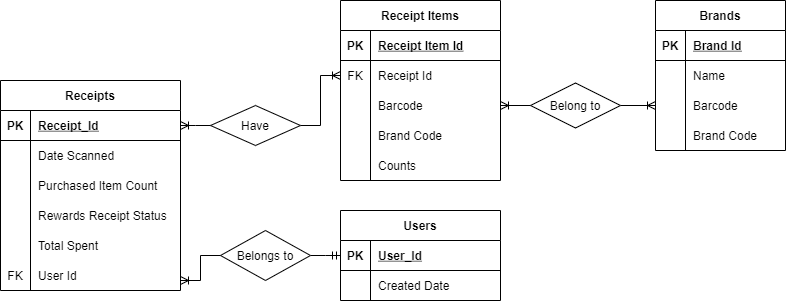 Receipts
PK Receipt_Id
Date Scanned
Purchased Item Count
Rewards Receipt Status
Total Spent
FK User Id
Have
Receipt Items
PK Receipt Item Id
FK Receipt Id
Barcode
Brand Code
Counts
Belong to
Brands
PK Brand Id
Name
Barcode
Brand Code
Belongs to
Users
PK User_Id
Created Date